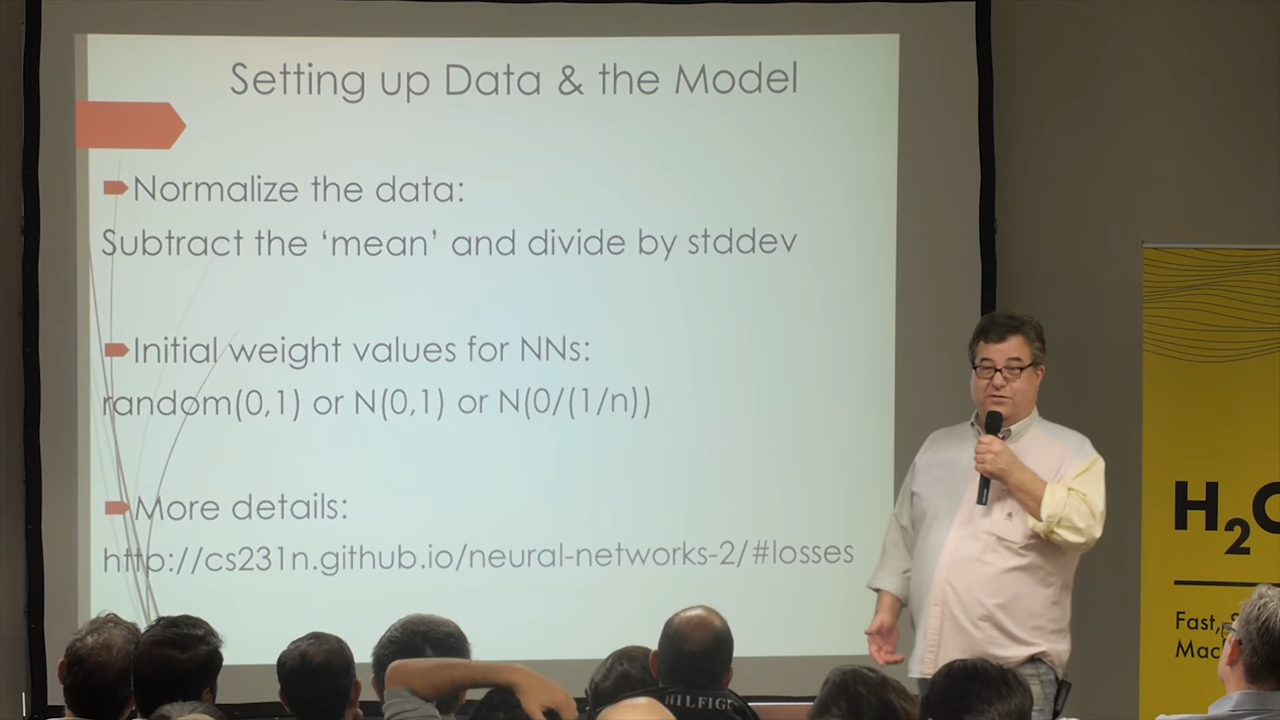 Setting up Data & the Model
Normalize the data:
Subtract the ‘mean’ and divide by stddev
Initial weight values for NNs:
random(0,1) or N(0,1) or N(0/(1/n))
More details:
http://cs231n.github.io/neural-networks-2/#losses
H2O
Fast,
HILFIG